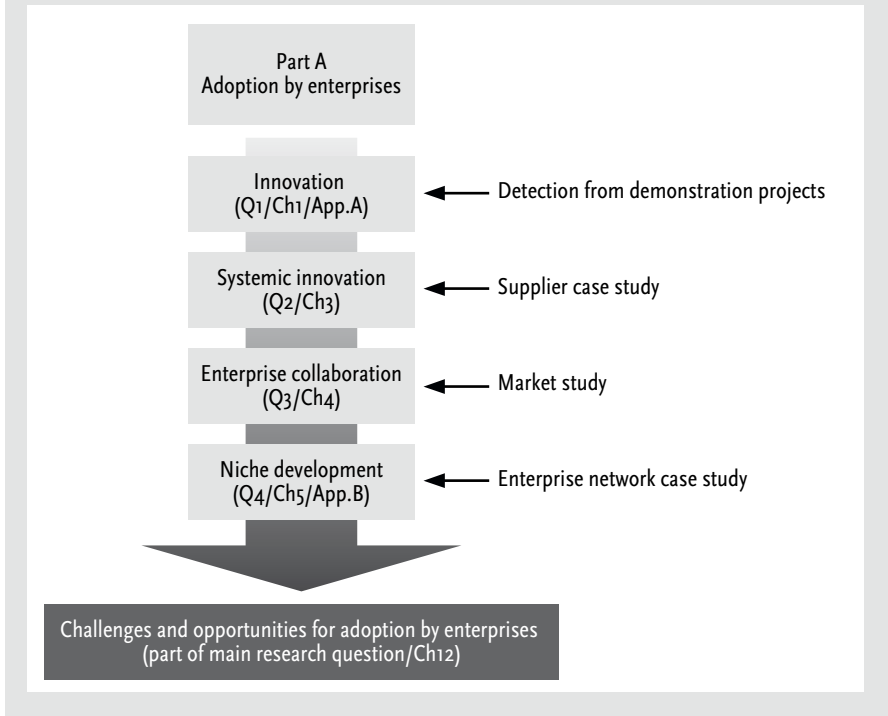 Part A
Adoption by enterprises
Innovation
(Q1/Ch1/App.A)
Detection from demonstration projects
Systemic innovation
(Q2/Ch3)
Supplier case study
Enterprise collaboration
(Q3/Ch4)
Market study
Niche development
(Q4/Ch5/App.B)
Enterprise network case study
Challenges and opportunities for adoption by enterprises
(part of main research question/Ch12)